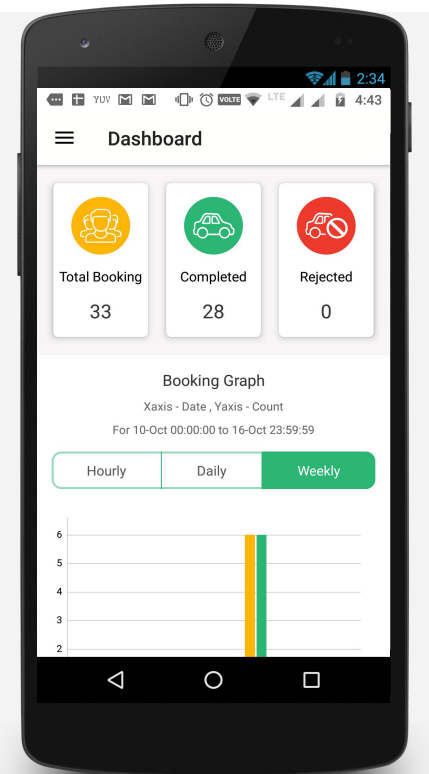 2:34
YUV VOLTE LTE 4:43
Dashboard
Total Booking Completed Rejected
33 28 0
Booking Graph
Xaxis - Date , Yaxis - Count
For 10-Oct 00:00:00 to 16-Oct 23:59:59
Hourly Daily Weekly
6
5
4
3
2